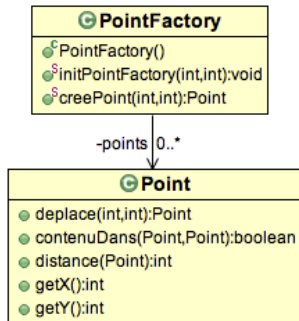 PointFactory
PointFactory()
initPointFactory(int,int):void
creePoint(int,int):Point
-points 0..*
Point
deplace(int,int):Point
contenuDans(Point,Point):boolean
distance(Point):int
getX():int
getY():int